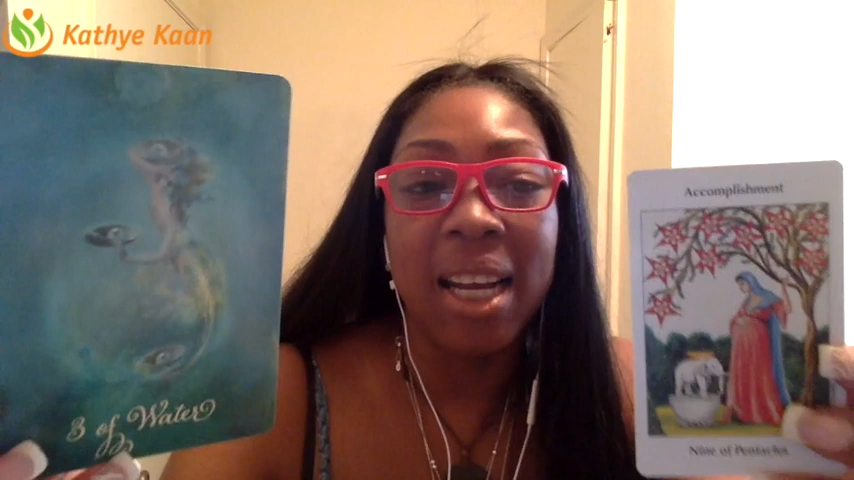 Kathye Kaan
3 of Water
Accomplishment
Nine of Pentacles